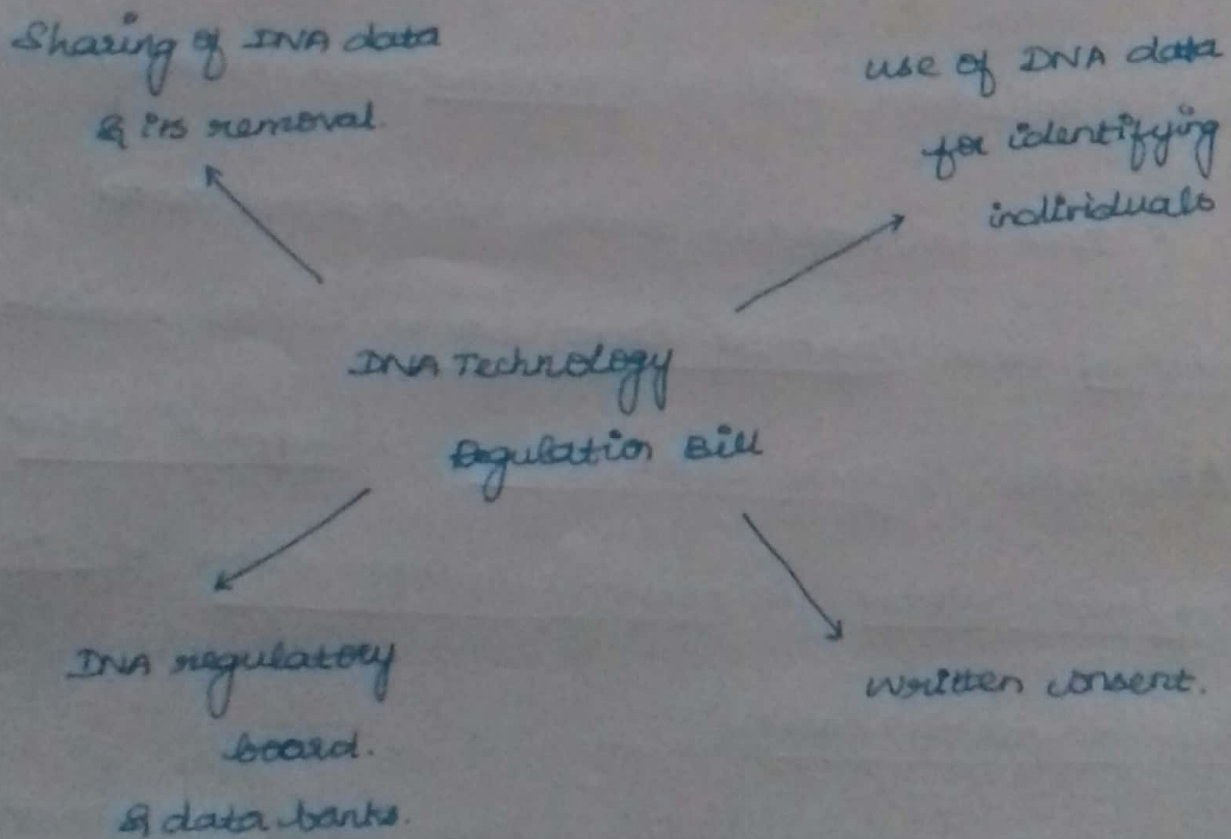 Sharing of DNA data
& its removal.
use of DNA data
for identifying
individuals
DNA Technology
Regulation Bill
DNA regulatory
board.
& data banks.
written consent.